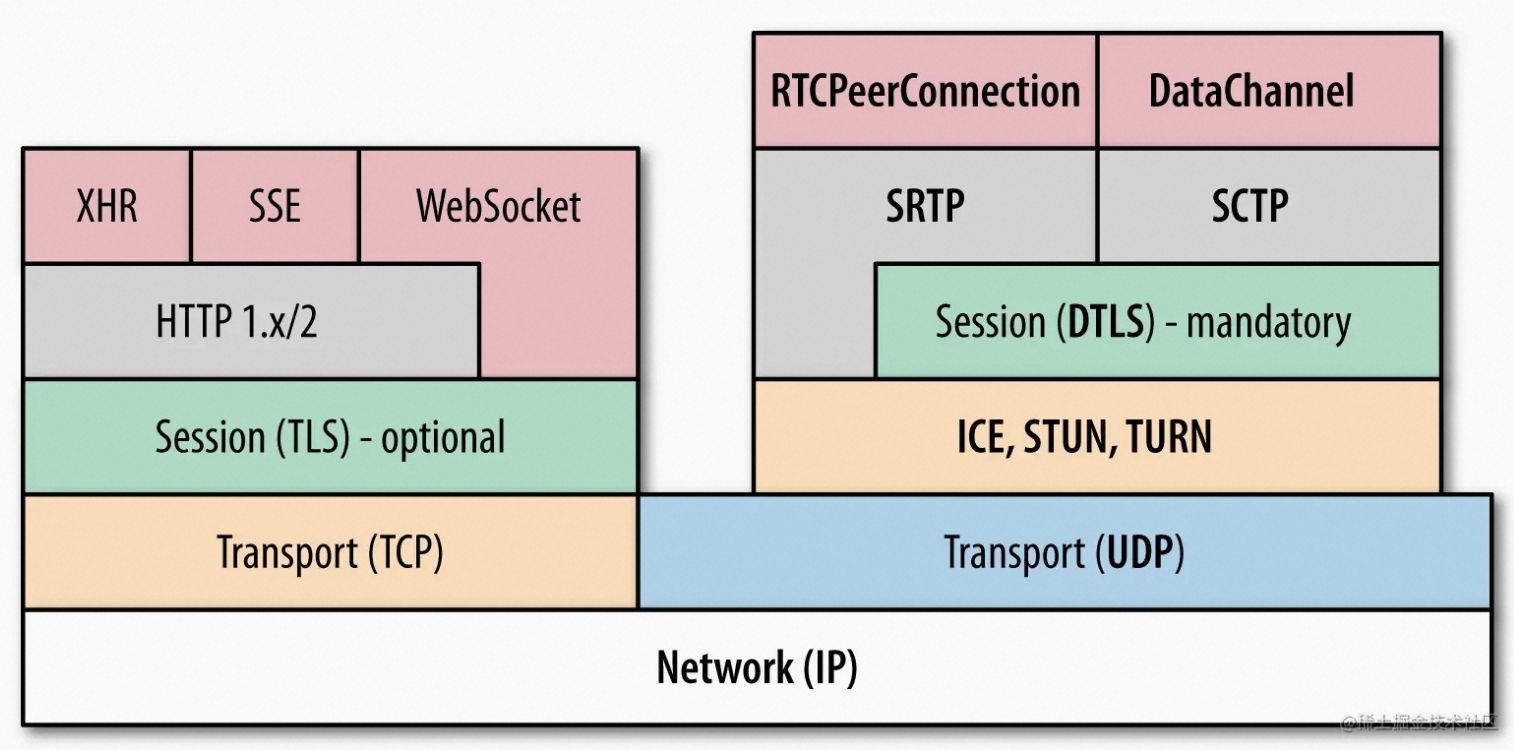 RTCPeerConnection
DataChannel
XHR
SSE
WebSocket
SRTP
SCTP
HTTP 1.x/2
Session (DTLS) - mandatory
Session (TLS) - optional
ICE, STUN, TURN
Transport (TCP)
Transport (UDP)
Network (IP)
@稀土掘金技术社区